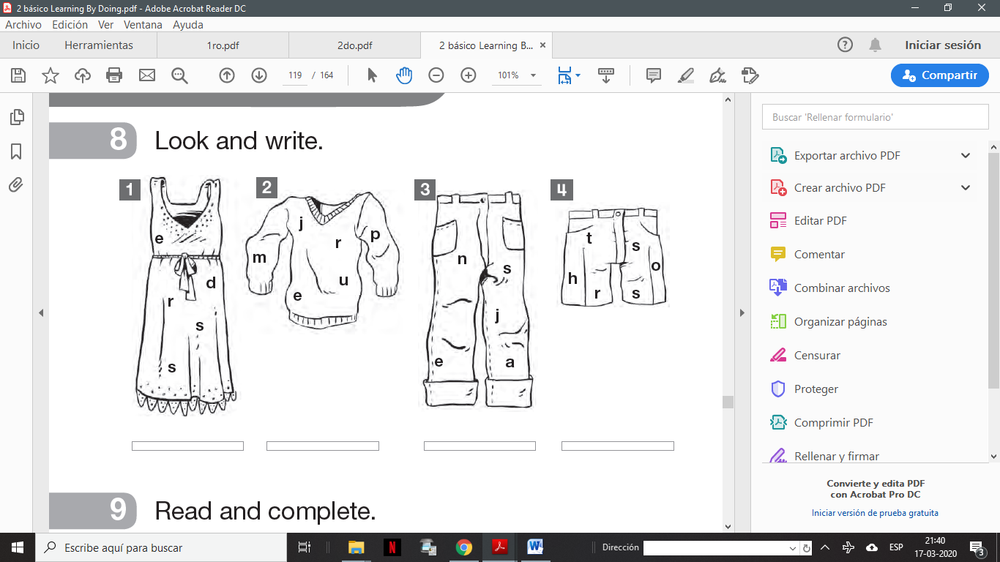 2 básico Learning By Doing.pdf - Adobe Acrobat Reader DC
Archivo Edición Ver Ventana Ayuda
Inicio Herramientas 1ro.pdf 2do.pdf 2 básico Learning B... ×
Iniciar sesión
119 / 164 101% Compartir
8 Look and write.
1 2 3 4
e d r s s
j r p m u e
n s j e a
t s h o r s
9 Read and complete.
Buscar 'Rellenar formulario'
Exportar archivo PDF
Crear archivo PDF
Editar PDF
Comentar
Combinar archivos
Organizar páginas
Censurar
Proteger
Comprimir PDF
Rellenar y firmar
Convierte y edita PDF
con Acrobat Pro DC
Iniciar versión de prueba gratuita
Escribe aquí para buscar
Dirección
ESP
21:40
17-03-2020
3